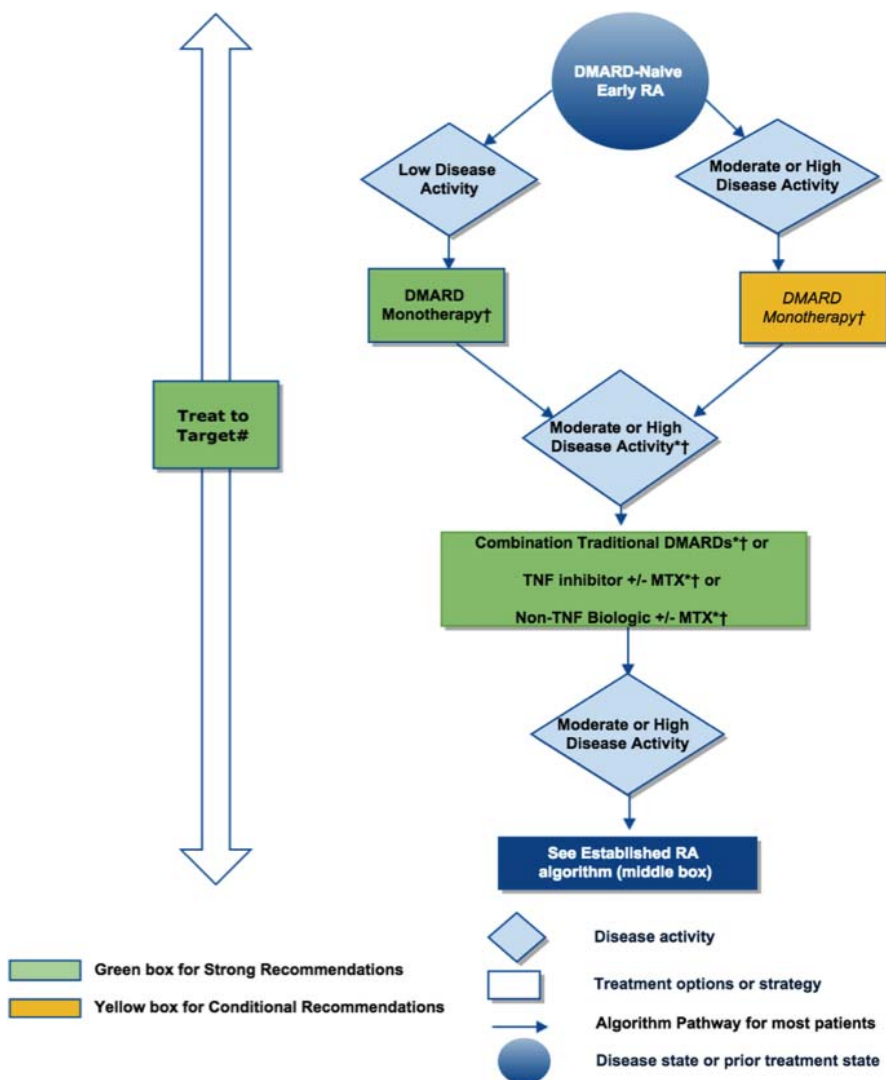 DMARD-Naïve
Early RA
Low Disease
Activity
Moderate or High
Disease Activity
DMARD
Monotherapy†
DMARD
Monotherapy†
Treat to
Target#
Moderate or High
Disease Activity*†
Combination Traditional DMARDs*† or
TNF inhibitor +/- MTX*† or
Non-TNF Biologic +/- MTX*†
Moderate or High
Disease Activity
See Established RA
algorithm (middle box)
Green box for Strong Recommendations
Yellow box for Conditional Recommendations
Disease activity
Treatment options or strategy
Algorithm Pathway for most patients
Disease state or prior treatment state